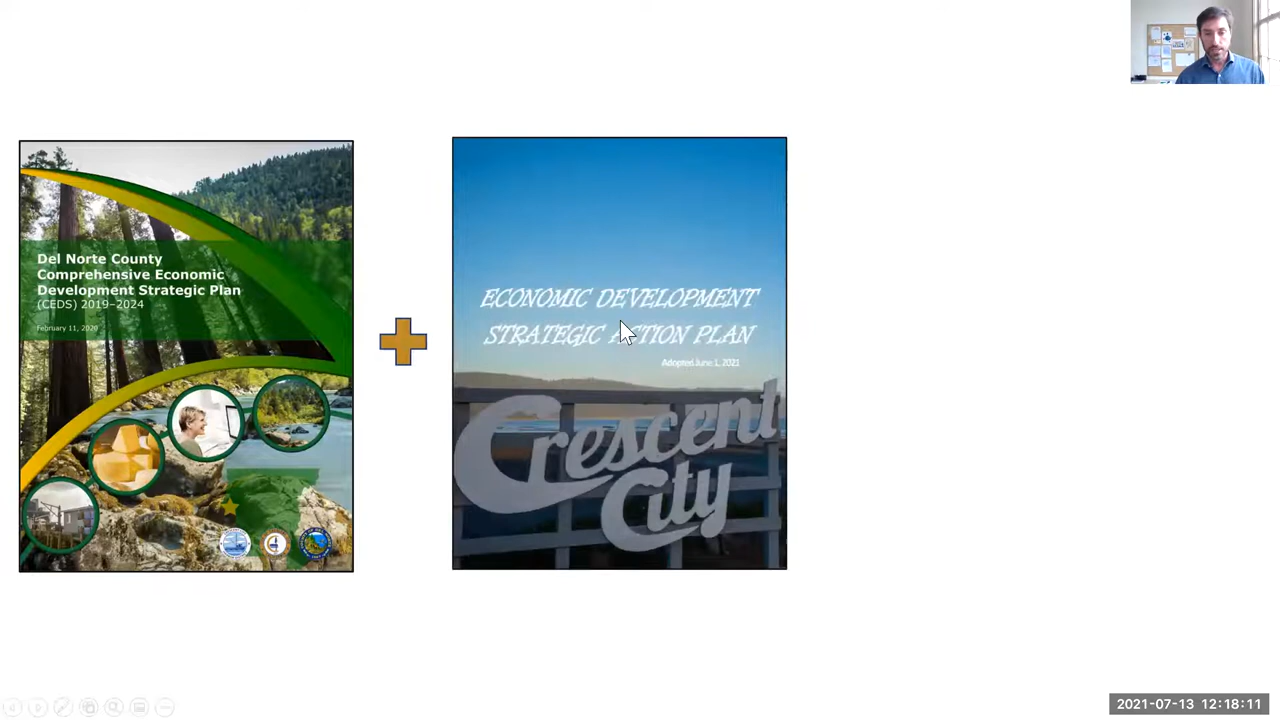 Del Norte County
Comprehensive Economic
Development Strategic Plan
(CEDS) 2019–2024
February 11, 2020
ECONOMIC DEVELOPMENT
STRATEGIC ACTION PLAN
Adopted June 1, 2021
Crescent
City
2021-07-13 12:18:11